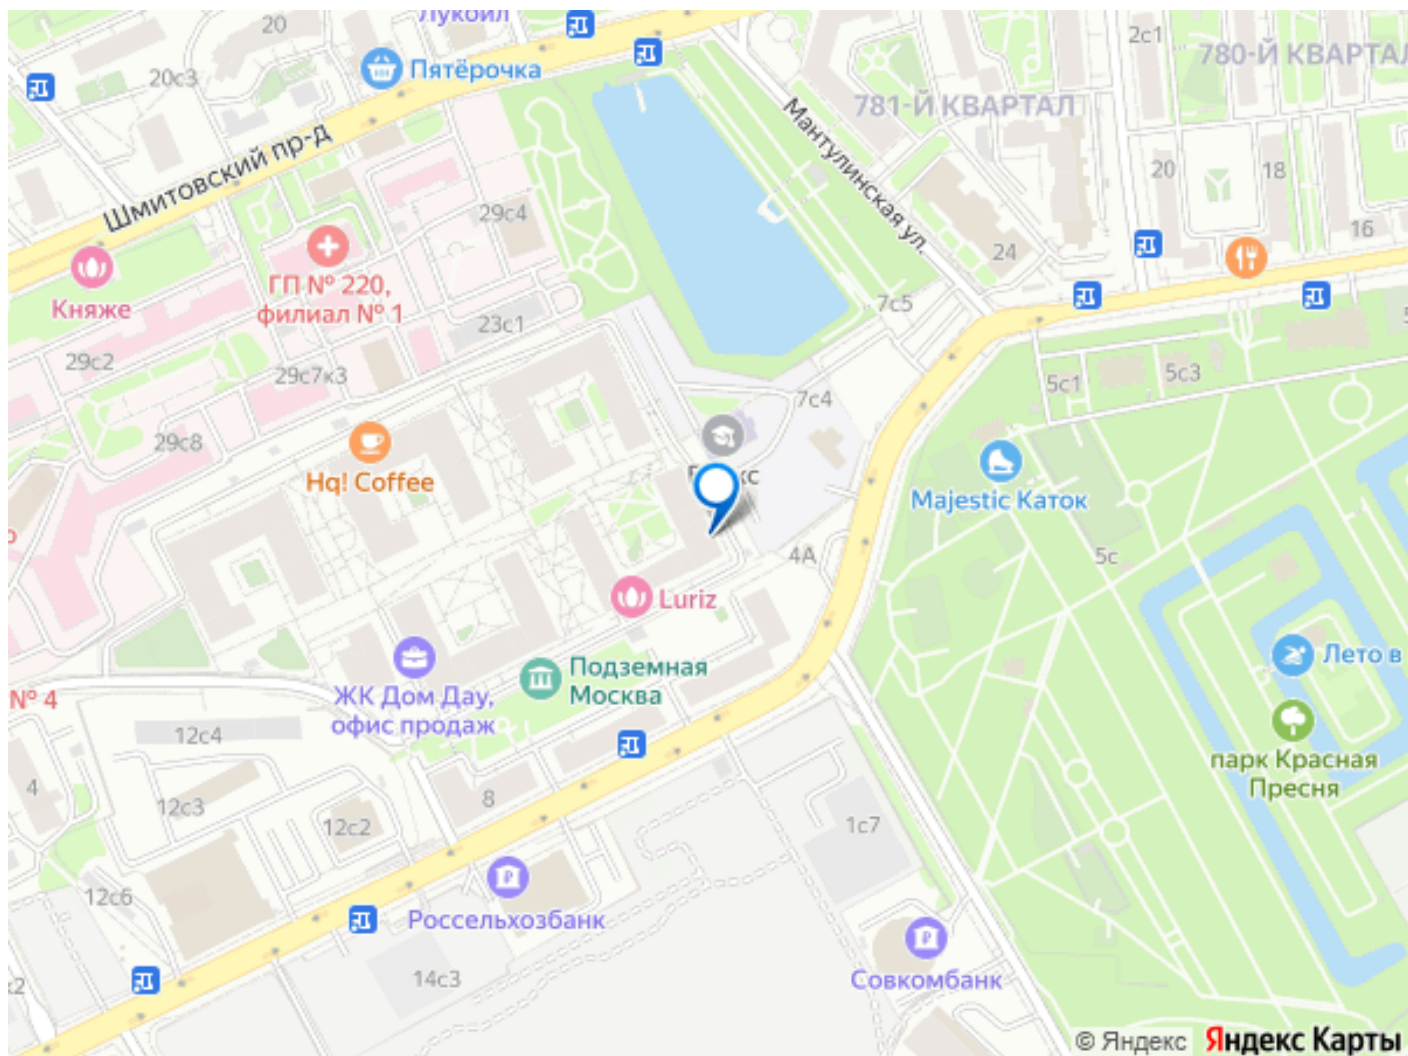 Лукойл
20
2с1
780-Й КВАРТАЛ
20с3
Пятёрочка
781-Й КВАРТАЛ
Мантулинская ул.
Шмитовский пр-д
20
18
29с4
16
24
ГП № 220,
филиал № 1
Княже
7с5
23с1
29с2
29с7к3
5с1
5с3
7с4
29с8
Hq! Coffee
Majestic Каток
4А
5с
Luriz
Подземная
Москва
Лето в
№ 4
ЖК Дом Дау,
офис продаж
12с4
парк Красная
Пресня
4
12с3
8
12с2
1с7
12с6
Россельхозбанк
14с3
Совкомбанк
© Яндекс
Яндекс Карты